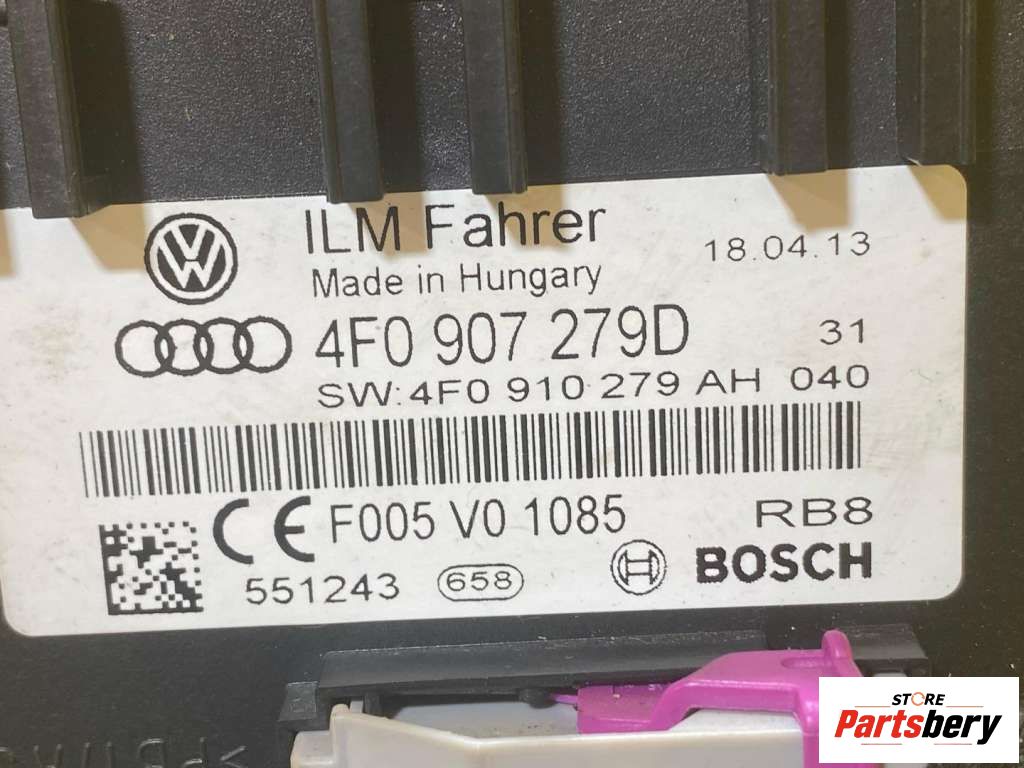 ILM Fahrer
18.04.13
Made in Hungary
4F0 907 279D
31
SW:4F0 910 279 AH 040
F005 V0 1085
RB8
551243
658
BOSCH
STORE
Partsbery